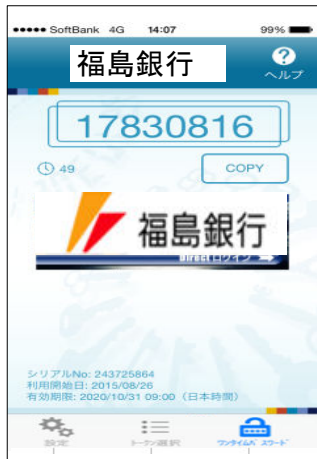 ●●●●● SoftBank 4G 14:07 99%
福島銀行
?
ヘルプ
17830816
49
COPY
福島銀行
Direct ログイン
シリアルNo: 243725864
利用開始日: 2015/08/26
有効期限: 2020/10/31 09:00（日本時間）
設定 トークン選択 ワンタイムパスワード